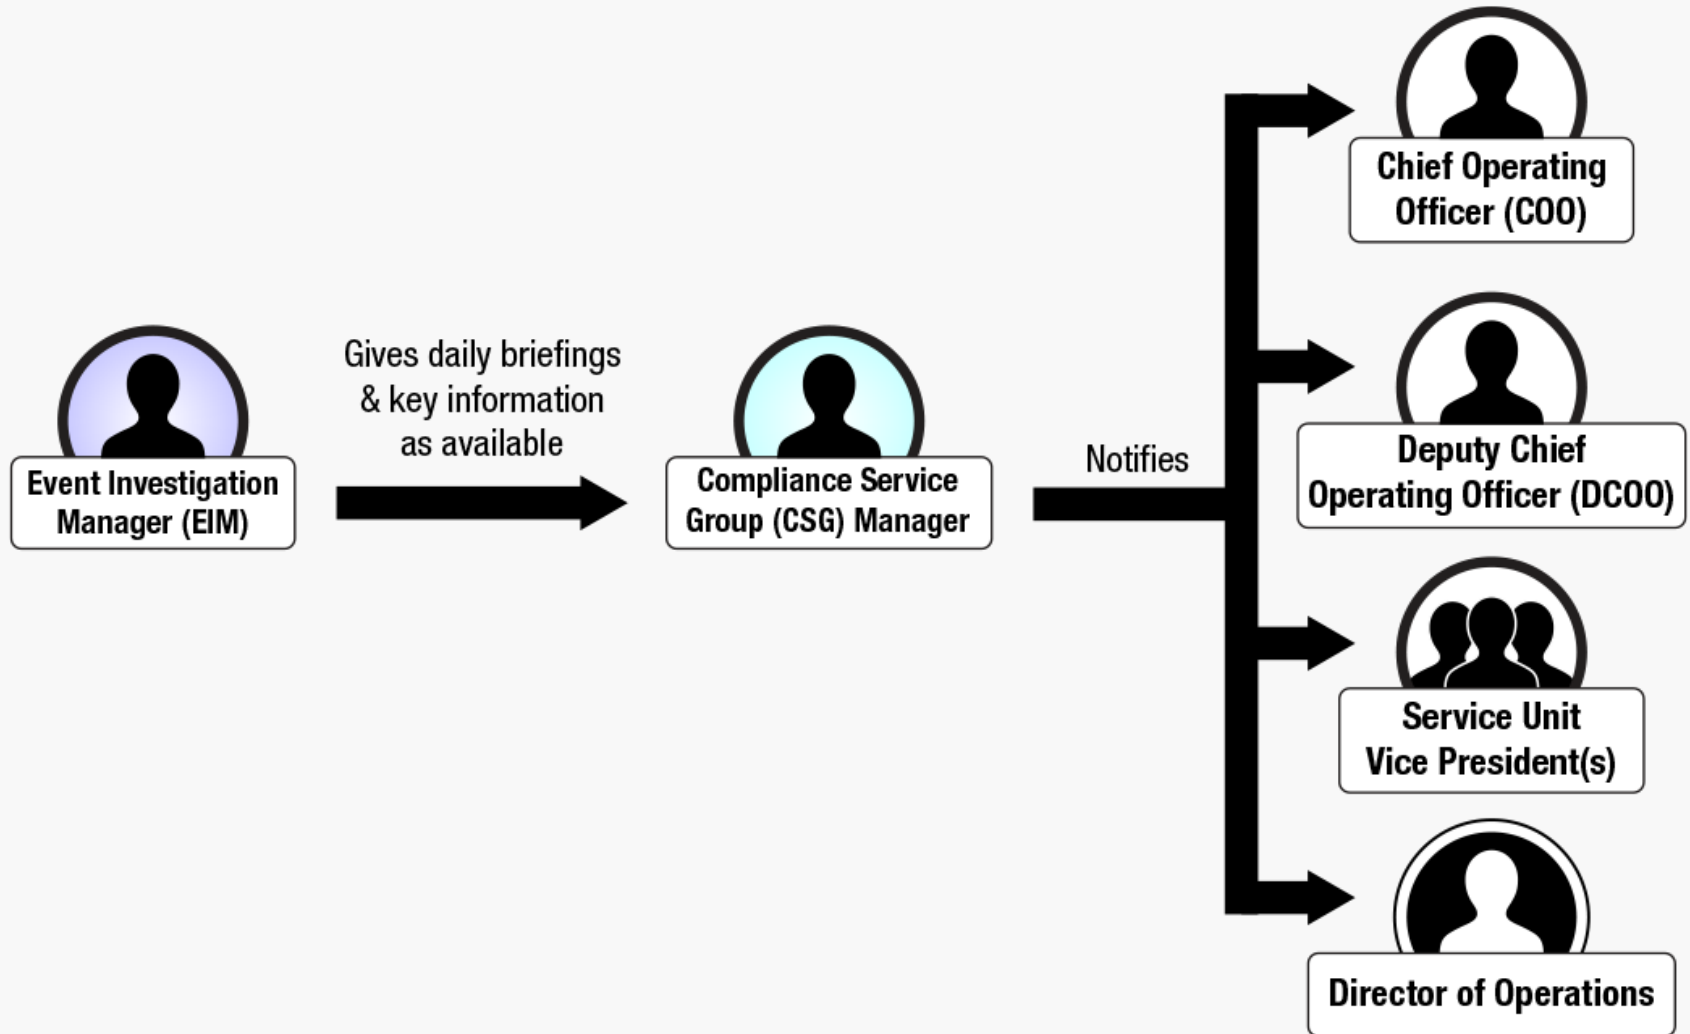 Event Investigation
Manager (EIM)
Gives daily briefings
& key information
as available
Compliance Service
Group (CSG) Manager
Notifies
Chief Operating
Officer (COO)
Deputy Chief
Operating Officer (DCOO)
Service Unit
Vice President(s)
Director of Operations